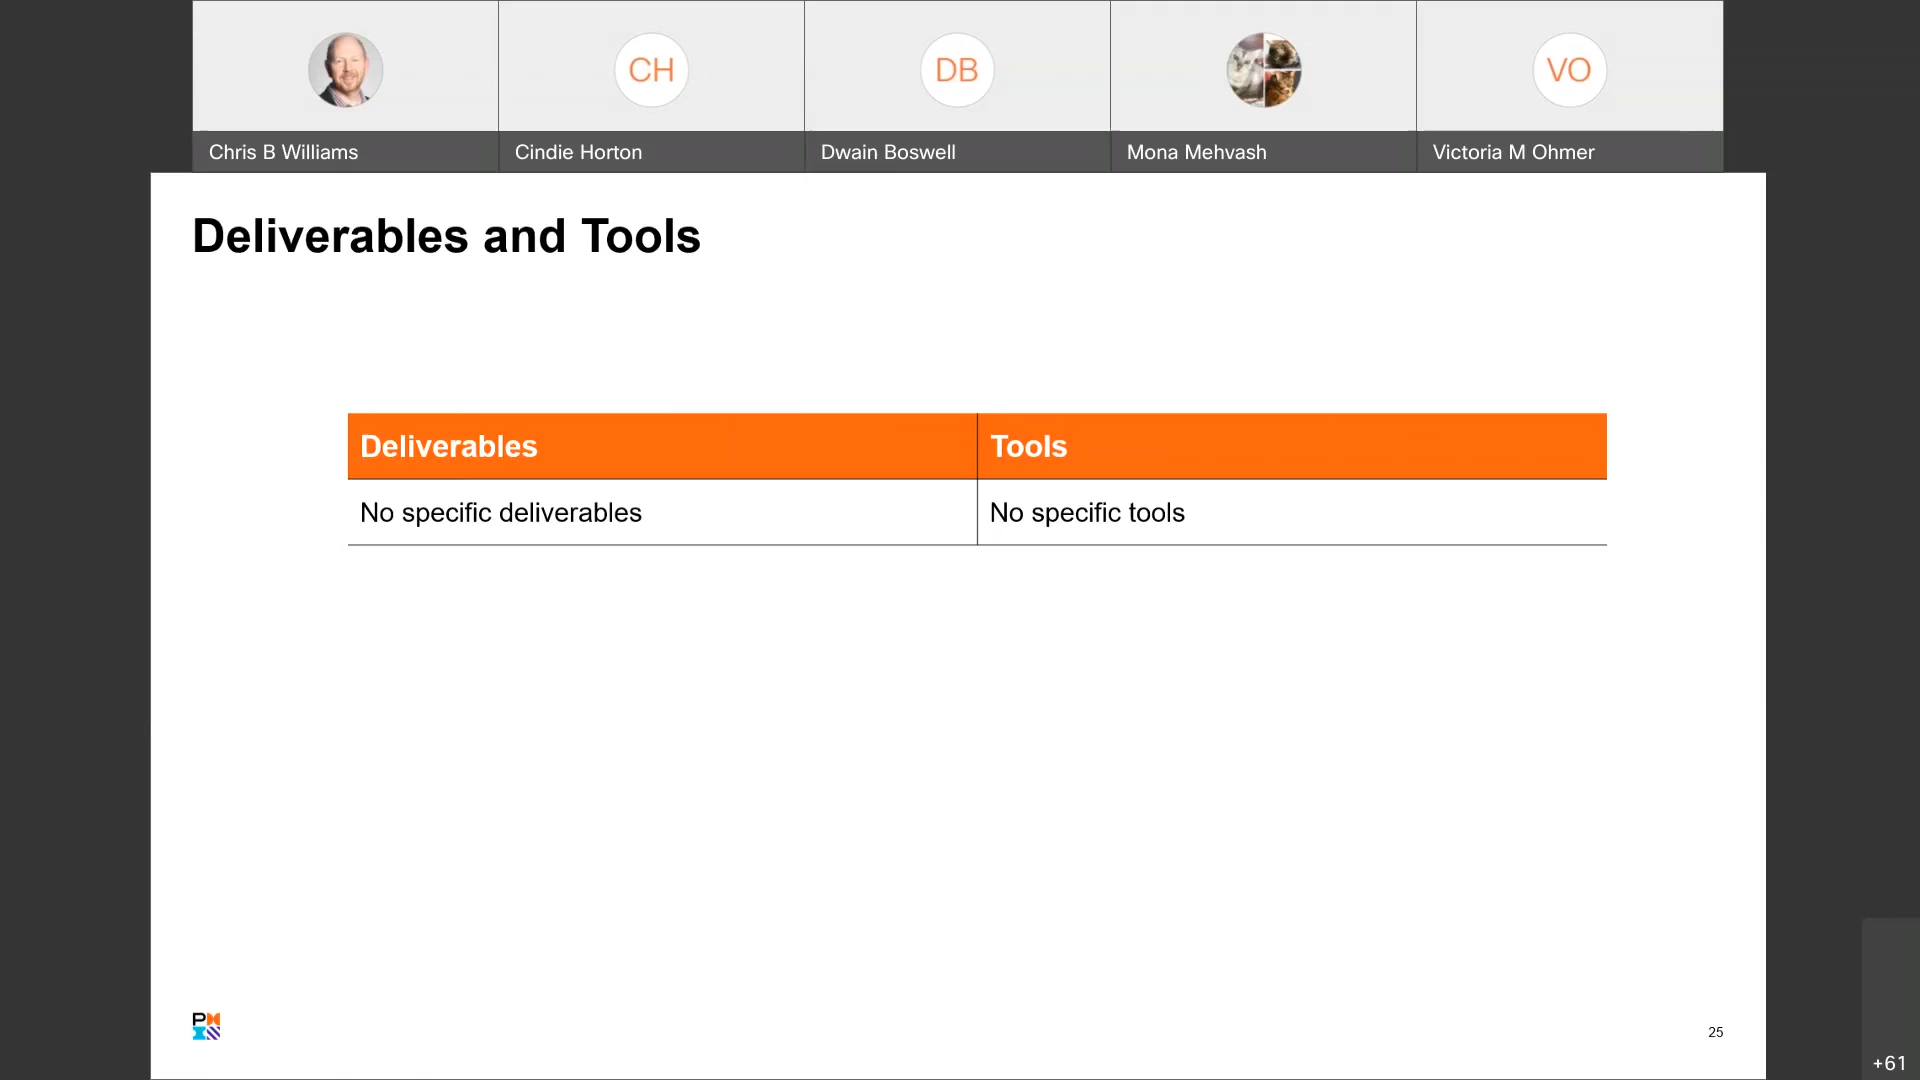 CH
DB
VO
Chris B Williams
Cindie Horton
Dwain Boswell
Mona Mehvash
Victoria M Ohmer
Deliverables and Tools
Deliverables
Tools
No specific deliverables
No specific tools
25
+61